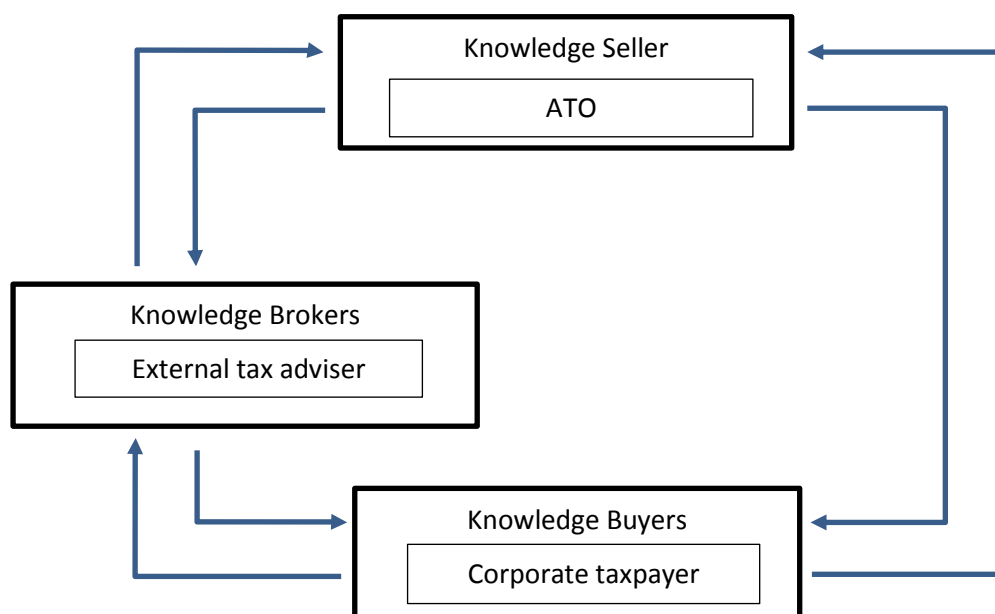 Knowledge Seller
ATO
Knowledge Brokers
External tax adviser
Knowledge Buyers
Corporate taxpayer